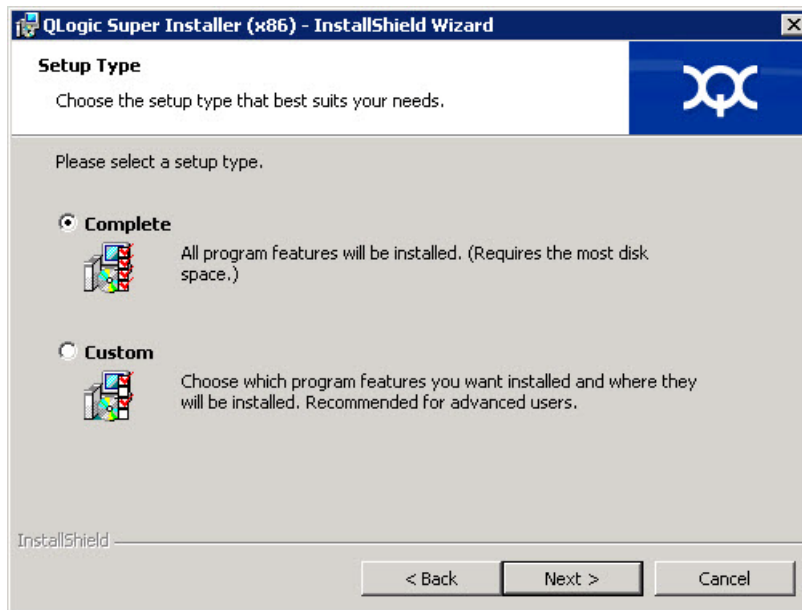 QLogic Super Installer (x86) - InstallShield Wizard
Setup Type
Choose the setup type that best suits your needs.
Please select a setup type.
Complete
All program features will be installed. (Requires the most disk
space.)
Custom
Choose which program features you want installed and where they
will be installed. Recommended for advanced users.
InstallShield
< Back
Next >
Cancel